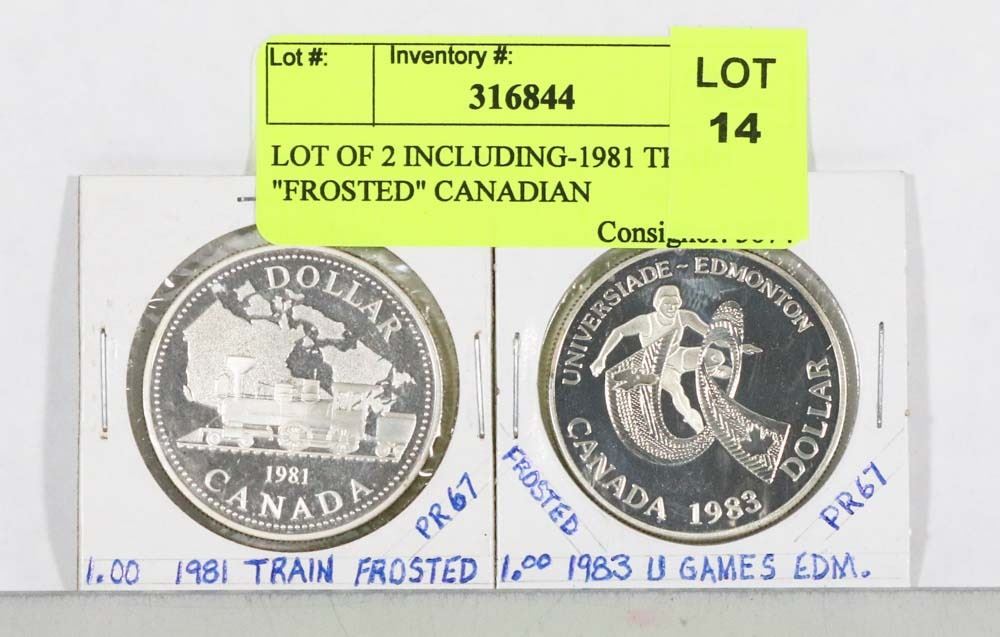 Lot #:
Inventory #:
316844
LOT
14
LOT OF 2 INCLUDING-1981
"FROSTED" CANADIAN
DOLLAR
1981
CANADA
PR67
1.00 1981 TRAIN FROSTED
UNIVERSIADE - EDMONTON
CANADA 1983 DOLLAR
FROSTED
PR67
1.00 1983 U GAMES EDM.